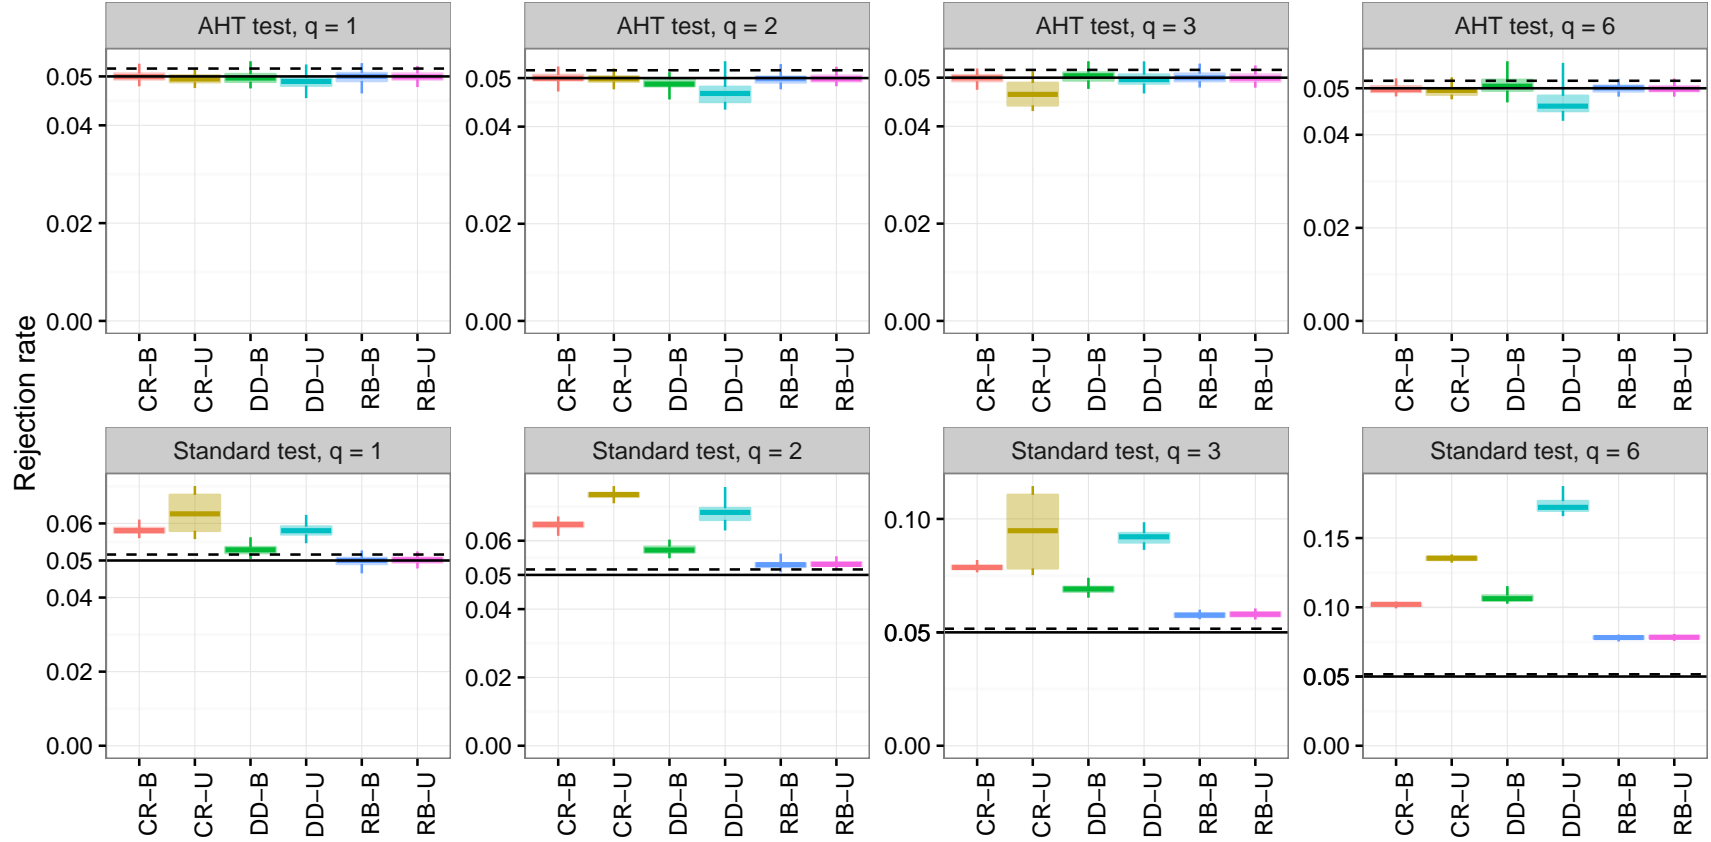 Rejection rate
AHT test, q = 1
0.05
0.04
0.02
0.00
CR−B
CR−U
DD−B
DD−U
RB−B
RB−U
AHT test, q = 2
0.05
0.04
0.02
0.00
CR−B
CR−U
DD−B
DD−U
RB−B
RB−U
AHT test, q = 3
0.05
0.04
0.02
0.00
CR−B
CR−U
DD−B
DD−U
RB−B
RB−U
AHT test, q = 6
0.05
0.04
0.02
0.00
CR−B
CR−U
DD−B
DD−U
RB−B
RB−U
Standard test, q = 1
0.06
0.05
0.04
0.02
0.00
CR−B
CR−U
DD−B
DD−U
RB−B
RB−U
Standard test, q = 2
0.06
0.05
0.04
0.02
0.00
CR−B
CR−U
DD−B
DD−U
RB−B
RB−U
Standard test, q = 3
0.10
0.05
0.00
CR−B
CR−U
DD−B
DD−U
RB−B
RB−U
Standard test, q = 6
0.15
0.10
0.05
0.00
CR−B
CR−U
DD−B
DD−U
RB−B
RB−U